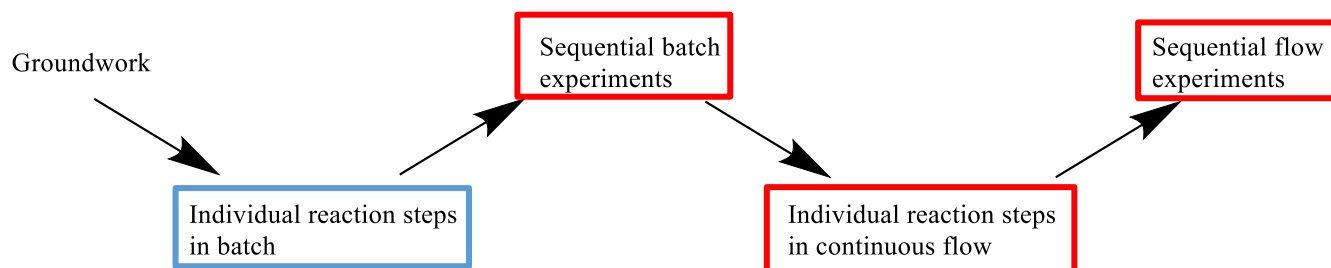 Groundwork
Individual reaction steps
in batch
Sequential batch
experiments
Individual reaction steps
in continuous flow
Sequential flow
experiments